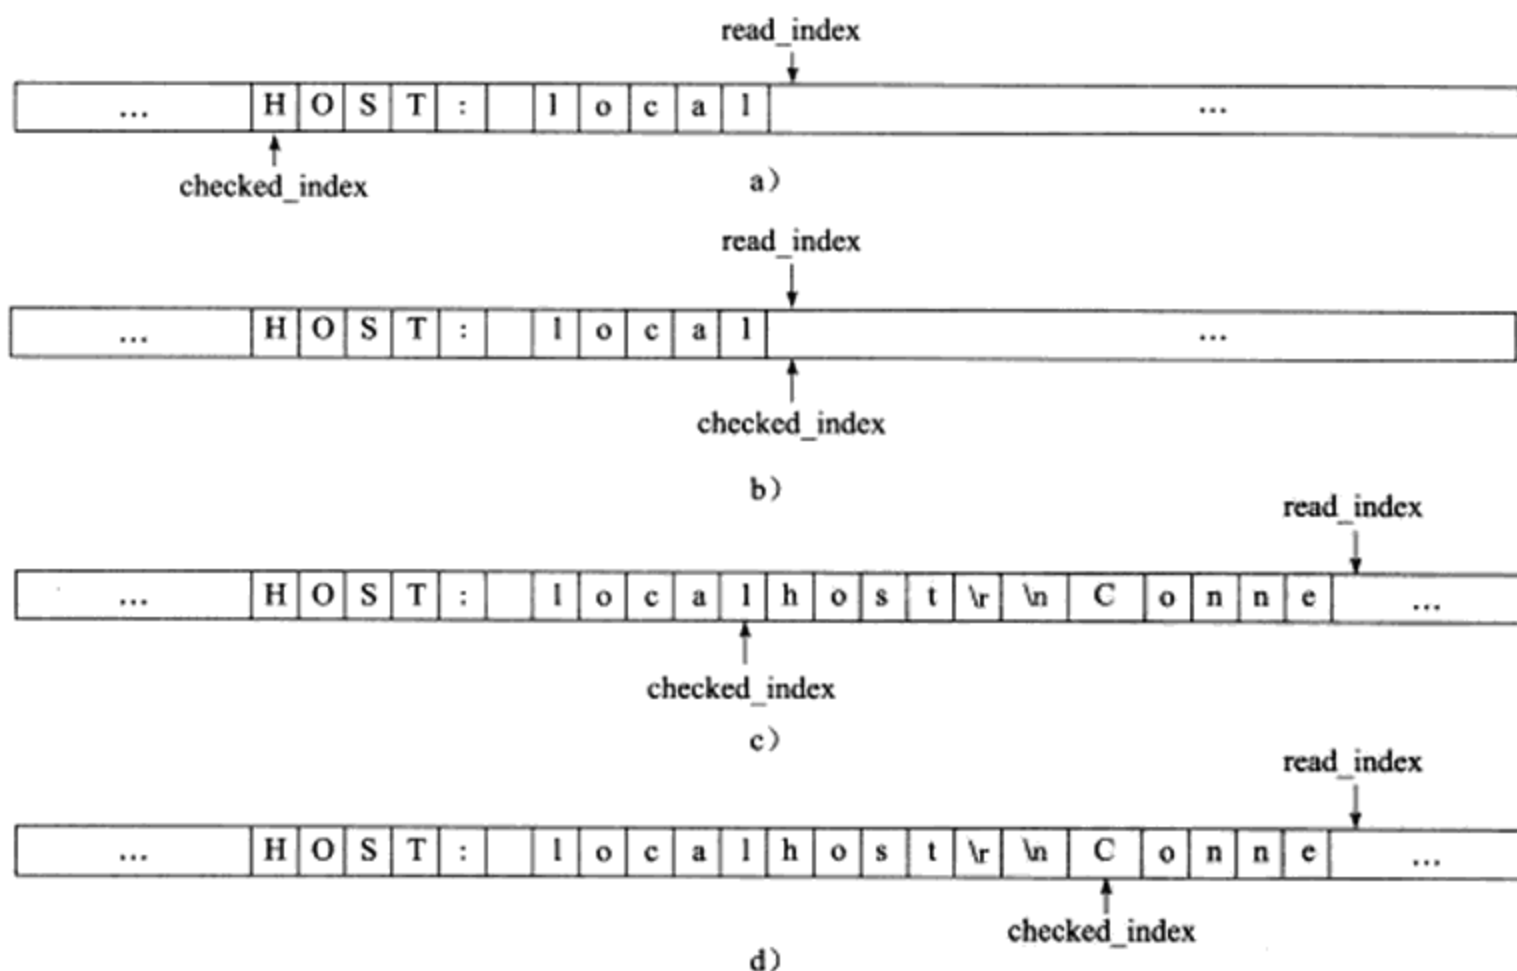 read_index
... H O S T : l o c a l ...
checked_index
a)
read_index
... H O S T : l o c a l ...
checked_index
b)
read_index
... H O S T : l o c a l h o s t \r \n C o n n e ...
checked_index
c)
read_index
... H O S T : l o c a l h o s t \r \n C o n n e ...
checked_index
d)